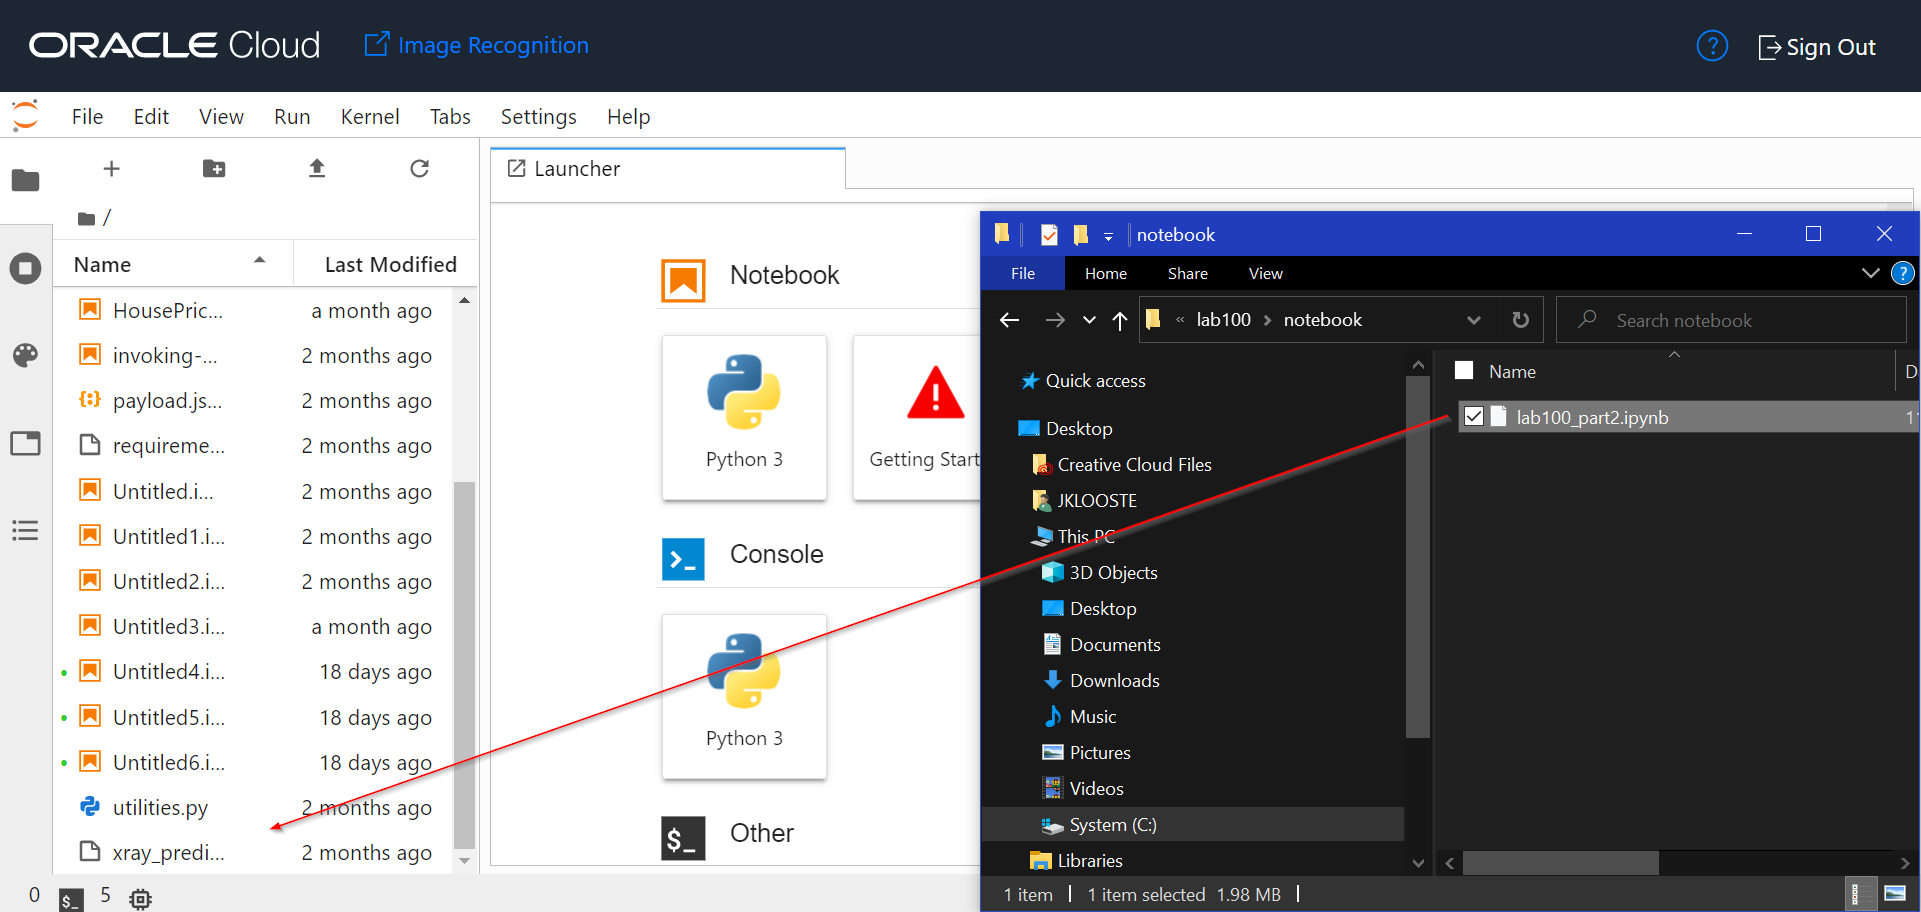 ORACLE Cloud
Image Recognition
?
Sign Out
File Edit View Run Kernel Tabs Settings Help
/
Name
Last Modified
HousePric... a month ago
invoking-... 2 months ago
payload.js... 2 months ago
requireme... 2 months ago
Untitled.i... 2 months ago
Untitled1.i... 2 months ago
Untitled2.i... 2 months ago
Untitled3.i... a month ago
Untitled4.i... 18 days ago
Untitled5.i... 18 days ago
Untitled6.i... 18 days ago
utilities.py 2 months ago
xray_predi... 2 months ago
0 $_ 5
Launcher
Notebook
Python 3
Getting Start
>_ Console
Python 3
$_ Other
notebook
File Home Share View
?
« lab100 > notebook
Search notebook
Quick access
Desktop
Creative Cloud Files
JKLOOSTE
This PC
3D Objects
Desktop
Documents
Downloads
Music
Pictures
Videos
System (C:)
Libraries
Name D
lab100_part2.ipynb 1
1 item 1 item selected 1.98 MB